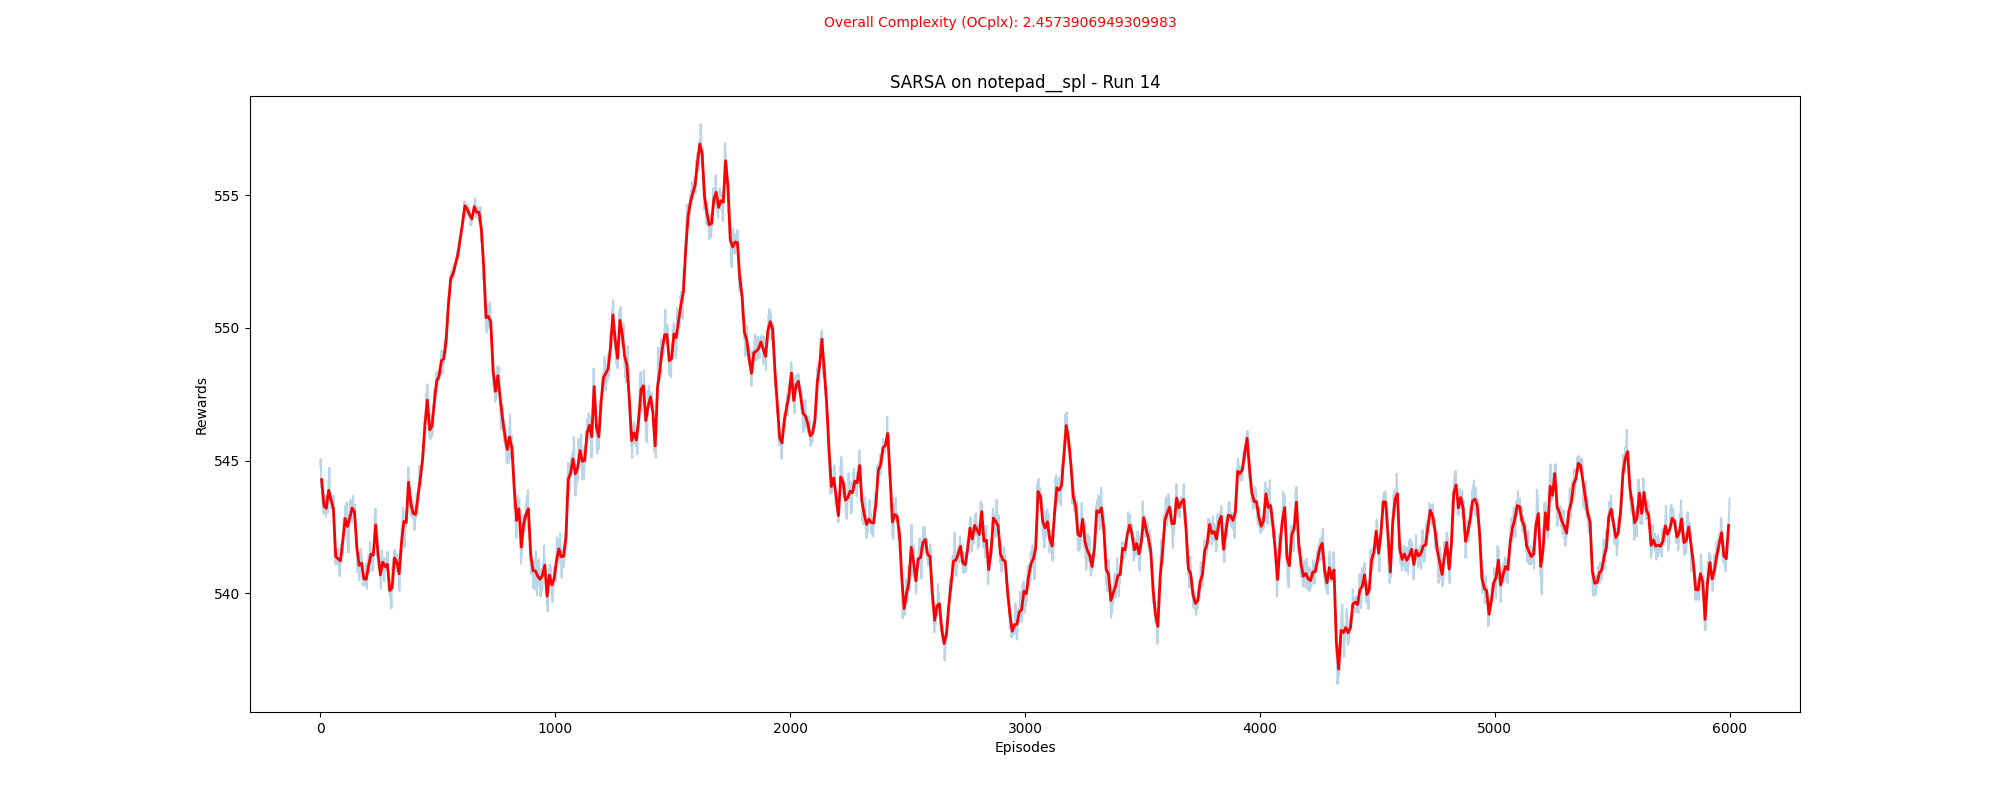 Overall Complexity (OCplx): 2.4573906949309983
SARSA on notepad__spl - Run 14
Rewards
555
550
545
540
0 1000 2000 3000 4000 5000 6000
Episodes